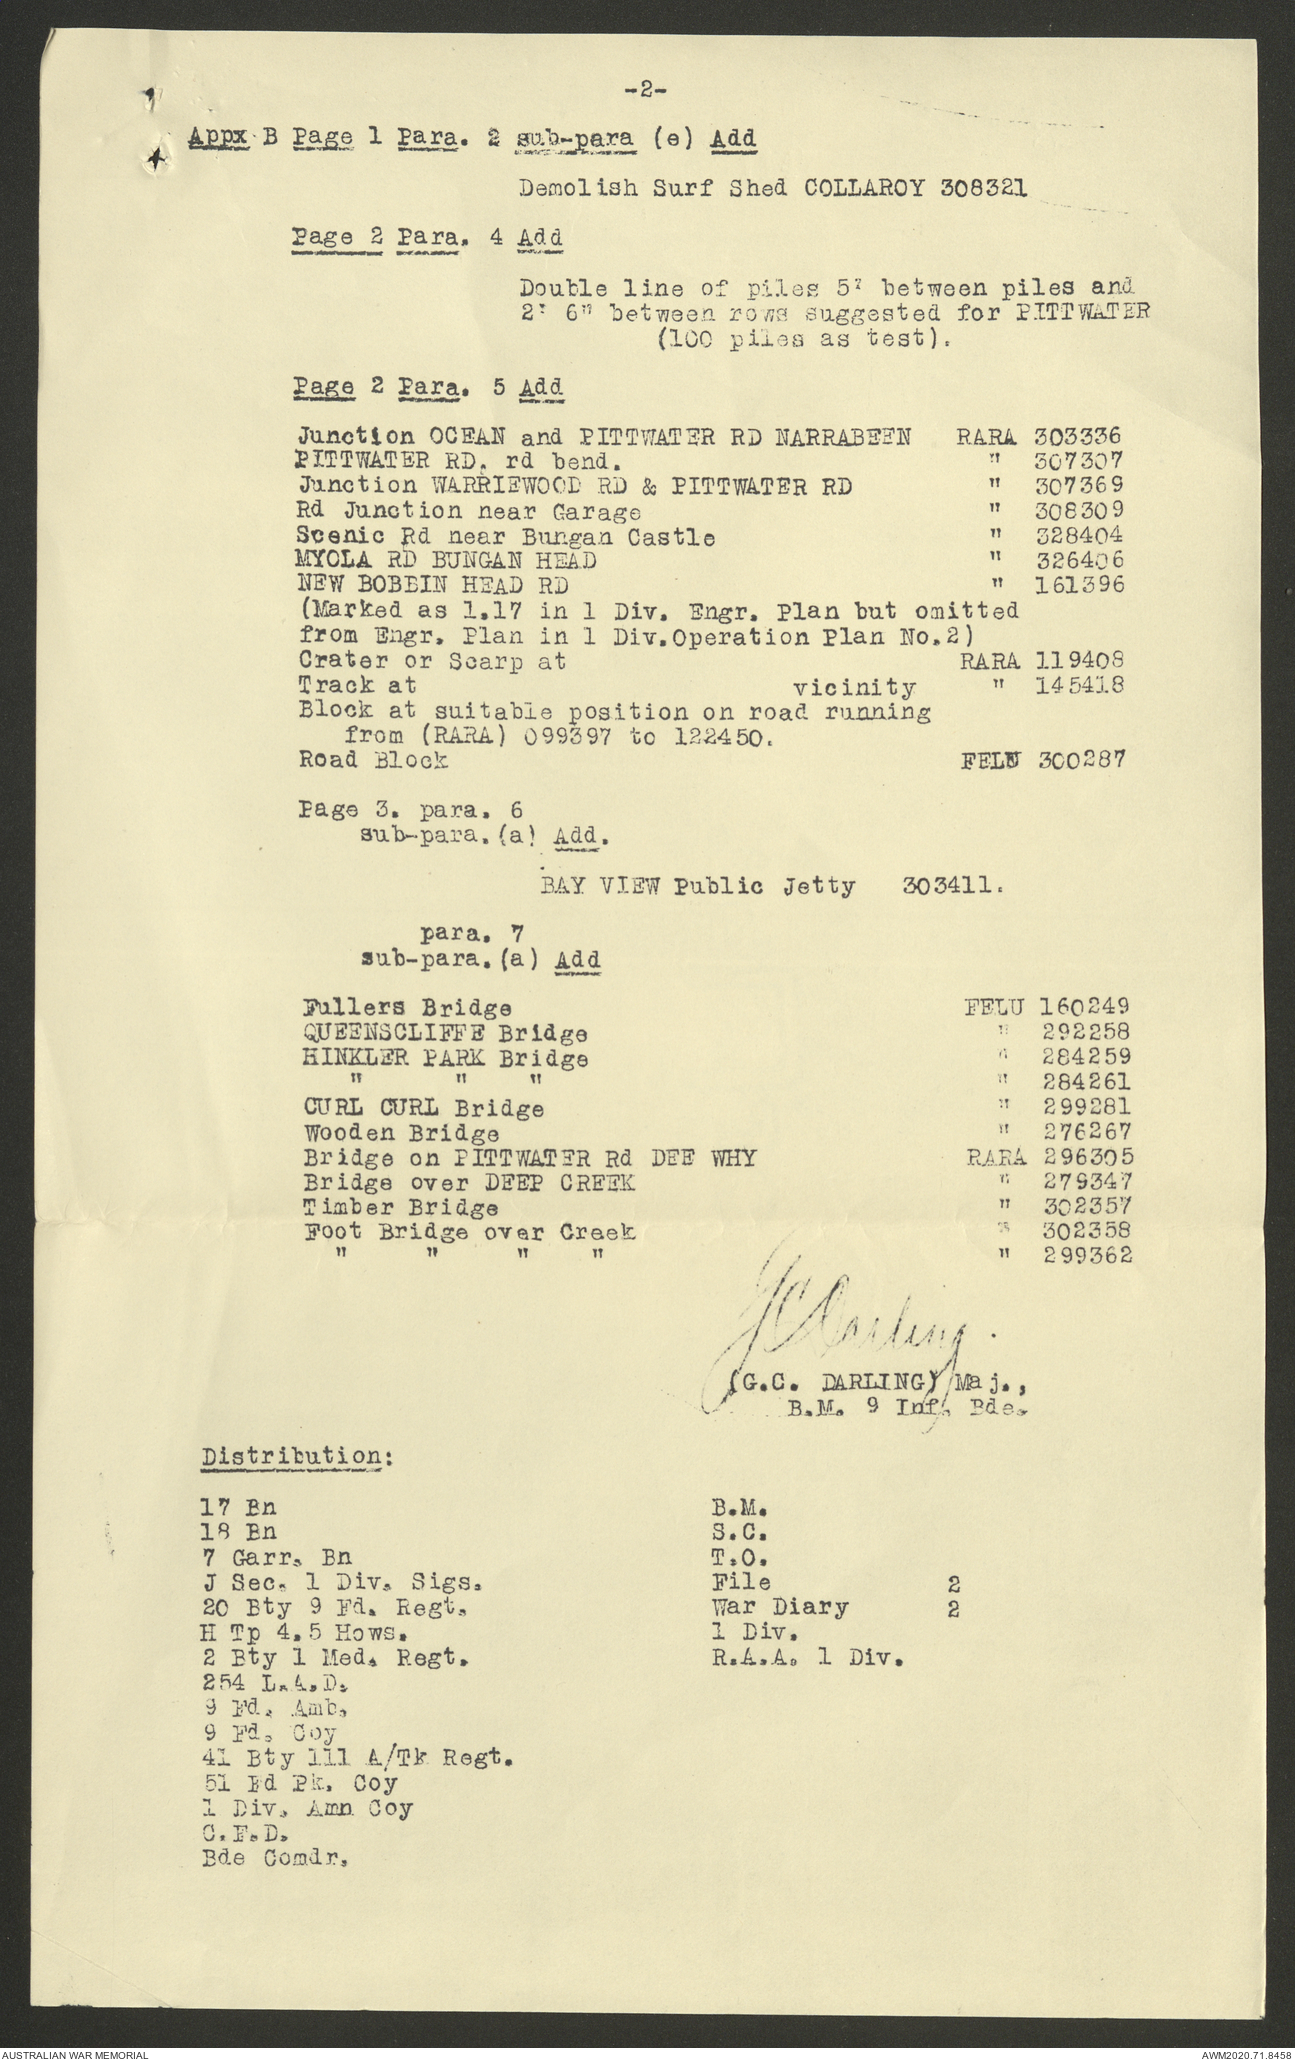 -2-
Appx B Page 1 Para. 2 sub-para (e) Add
Demolish Surf Shed COLLAROY 308321
Page 2 Para. 4 Add
Double line of piles 5' between piles and
2' 6" between rows suggested for PITTWATER
(100 piles as test).
Page 2 Para. 5 Add
Junction OCEAN and PITTWATER RD NARRABEEN RARA 303336
PITTWATER RD. rd bend. " 307307
Junction WARRIEWOOD RD & PITTWATER RD " 307369
Rd Junction near Garage " 308309
Scenic Rd near Bungan Castle " 328404
MYOLA RD BUNGAN HEAD " 326406
NEW BOBBIN HEAD RD " 161396
(Marked as 1.17 in 1 Div. Engr. Plan but omitted
from Engr. Plan in 1 Div.Operation Plan No.2)
Crater or Scarp at RARA 119408
Track at vicinity " 145418
Block at suitable position on road running
from (RARA) 099397 to 122450.
Road Block FELU 300287
Page 3. para. 6
sub-para.(a) Add.
BAY VIEW Public Jetty 303411.
para. 7
sub-para.(a) Add
Fullers Bridge FELU 160249
QUEENSCLIFFE Bridge " 292258
HINKLER PARK Bridge " 284259
" " " " 284261
CURL CURL Bridge " 299281
Wooden Bridge " 276267
Bridge on PITTWATER Rd DEE WHY RARA 296305
Bridge over DEEP CREEK " 279347
Timber Bridge " 302357
Foot Bridge over Creek " 302358
" " " " " 299362
GCDarling.
(G.C. DARLING) Maj.,
B.M. 9 Inf. Bde.
Distribution:
17 Bn B.M.
18 Bn S.C.
7 Garr. Bn T.O.
J Sec. 1 Div. Sigs. File 2
20 Bty 9 Fd. Regt. War Diary 2
H Tp 4.5 Hows. 1 Div.
2 Bty 1 Med. Regt. R.A.A. 1 Div.
254 L.A.D.
9 Fd. Amb.
9 Fd. Coy
41 Bty 111 A/Tk Regt.
51 Fd Pk. Coy
1 Div. Amn Coy
C.F.D.
Bde Comdr.
AUSTRALIAN WAR MEMORIAL AWM2020.71.8458